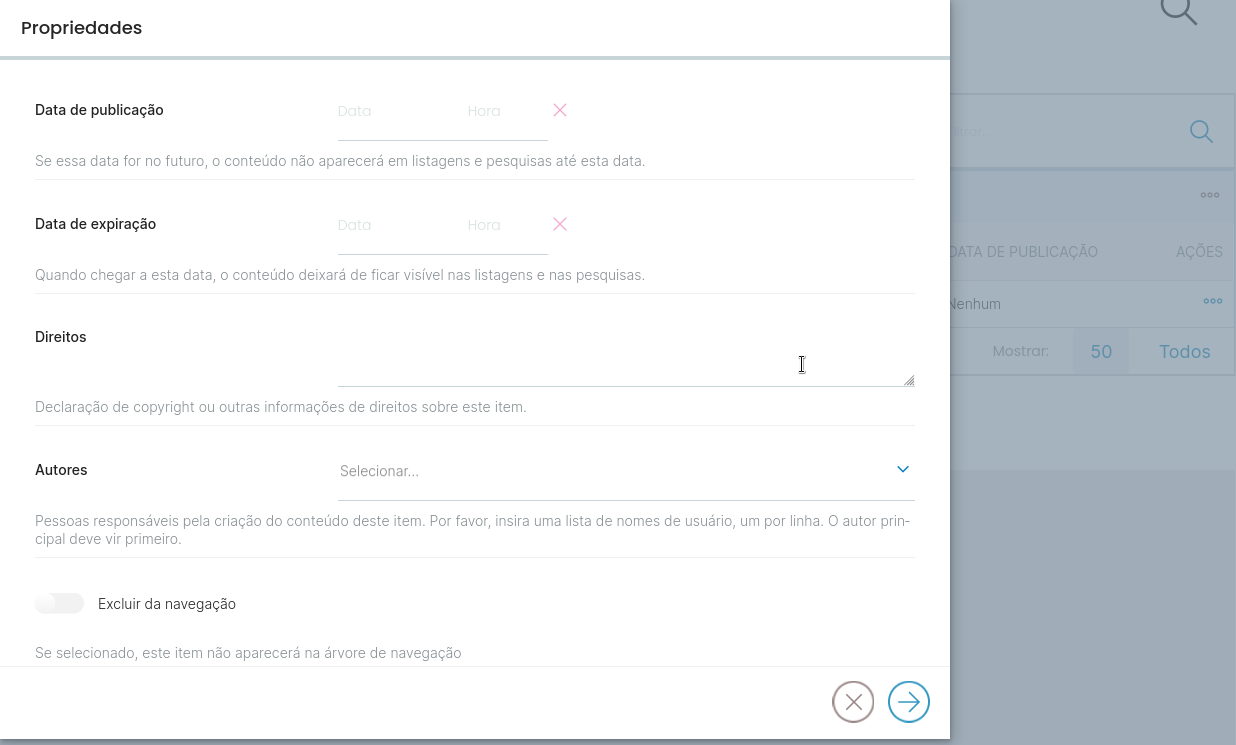 Propriedades
Data de publicação
Data
Hora
Se essa data for no futuro, o conteúdo não aparecerá em listagens e pesquisas até esta data.
Data de expiração
Data
Hora
Quando chegar a esta data, o conteúdo deixará de ficar visível nas listagens e nas pesquisas.
Direitos
Declaração de copyright ou outras informações de direitos sobre este item.
Autores
Selecionar...
Pessoas responsáveis pela criação do conteúdo deste item. Por favor, insira uma lista de nomes de usuário, um por linha. O autor prin-
cipal deve vir primeiro.
Excluir da navegação
Se selecionado, este item não aparecerá na árvore de navegação
DATA DE PUBLICAÇÃO
AÇÕES
Nenhum
Mostrar:
50
Todos